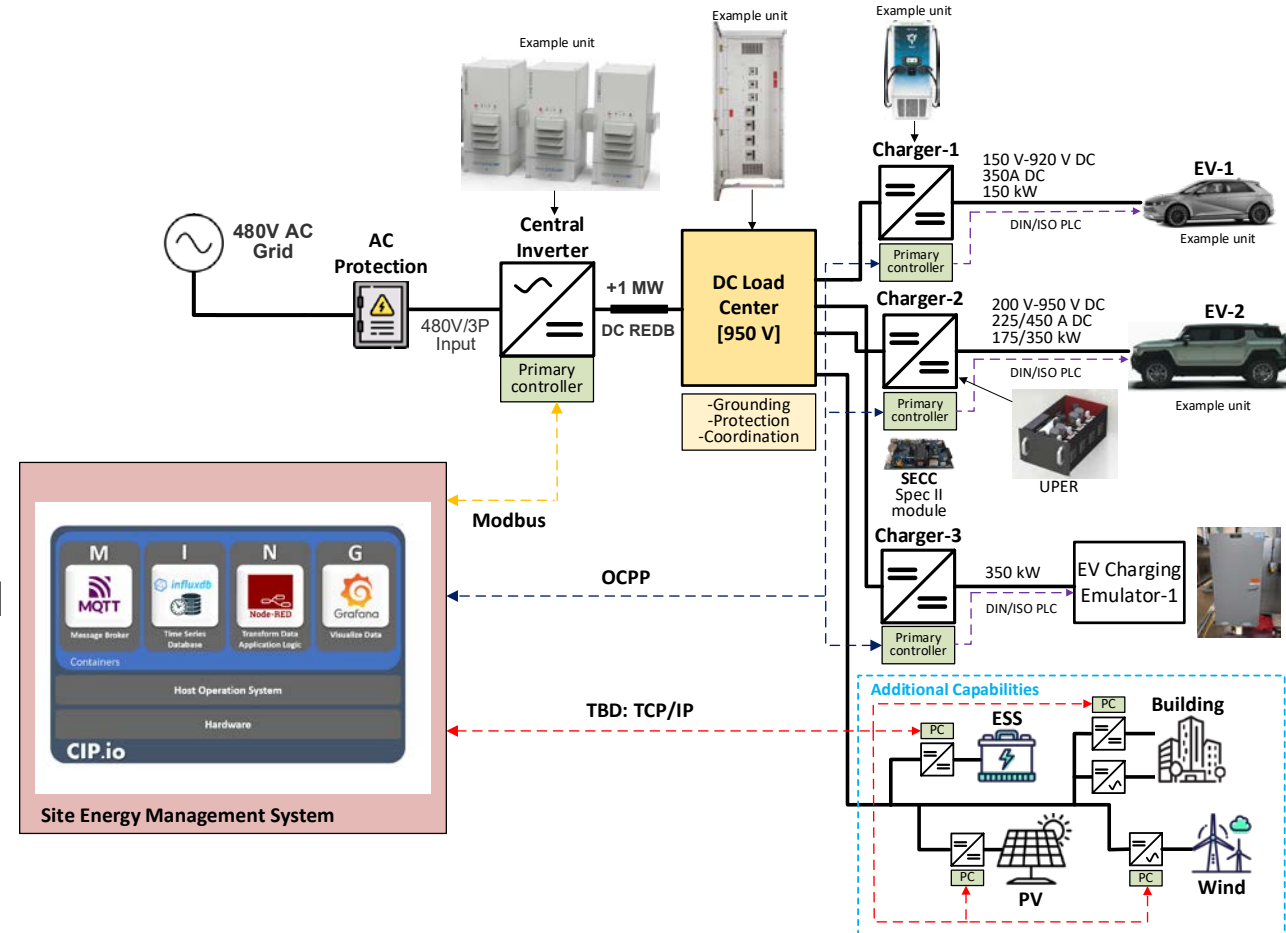 Example unit
Example unit
Example unit
480V AC
Grid
AC
Protection
480V/3P
Input
Central
Inverter
Primary
controller
+1 MW
DC REDB
DC Load
Center
[950 V]
-Grounding
-Protection
-Coordination
Charger-1
150 V-920 V DC
350A DC
150 kW
EV-1
DIN/ISO PLC
Example unit
Primary
controller
Charger-2
200 V-950 V DC
225/450 A DC
175/350 kW
EV-2
DIN/ISO PLC
Example unit
Primary
controller
SECC
Spec II
module
UPER
Charger-3
350 kW
DIN/ISO PLC
EV Charging
Emulator-1
Primary
controller
Modbus
OCPP
TBD: TCP/IP
M
I
N
G
MQTT
influxdb
Node-RED
Grafana
Message Broker
Time Series
Database
Transform Data
Application Logic
Visualize Data
Containers
Host Operation System
Hardware
CIP.io
Site Energy Management System
Additional Capabilities
PC
ESS
PC
Building
PC
PV
PC
Wind